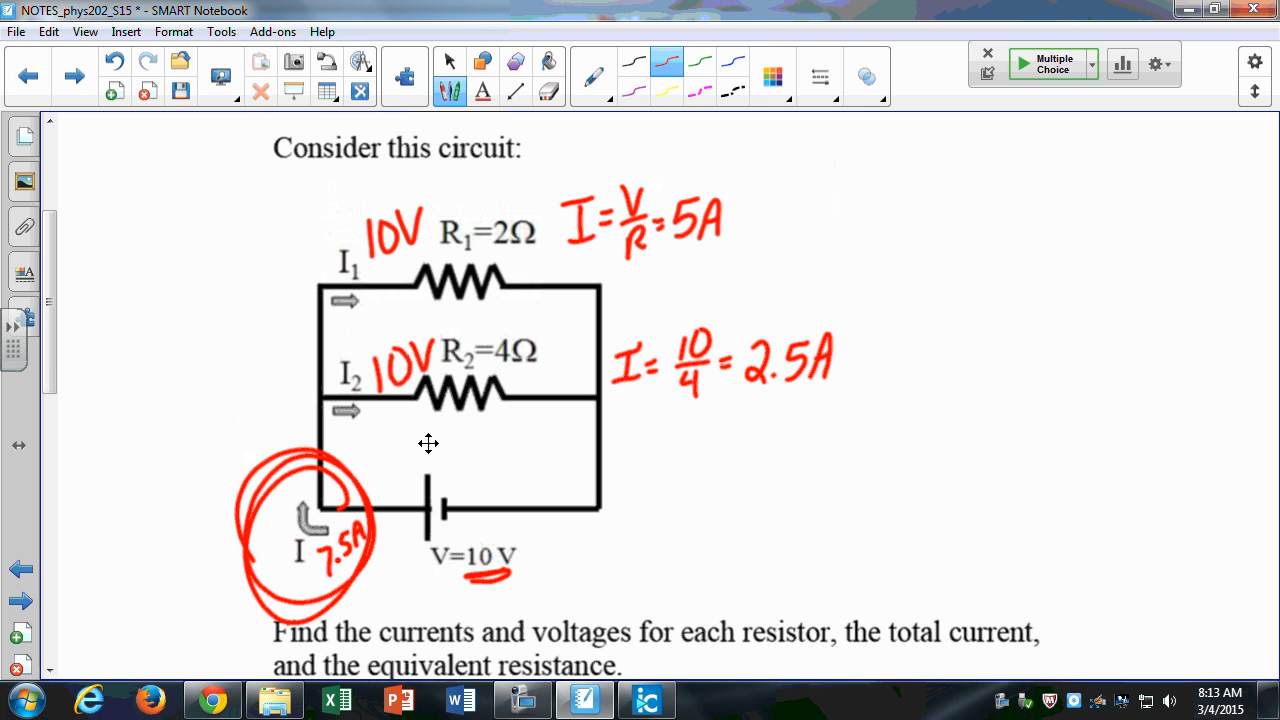 NOTES_phys202_S15 * - SMART Notebook
File Edit View Insert Format Tools Add-ons Help
Multiple
Choice
Consider this circuit:
10V R₁=2Ω I = V/R = 5A
I₁
10V R₂=4Ω I = 10/4 = 2.5A
I₂
I 7.5A
V=10 V
Find the currents and voltages for each resistor, the total current,
and the equivalent resistance.
8:13 AM
3/4/2015